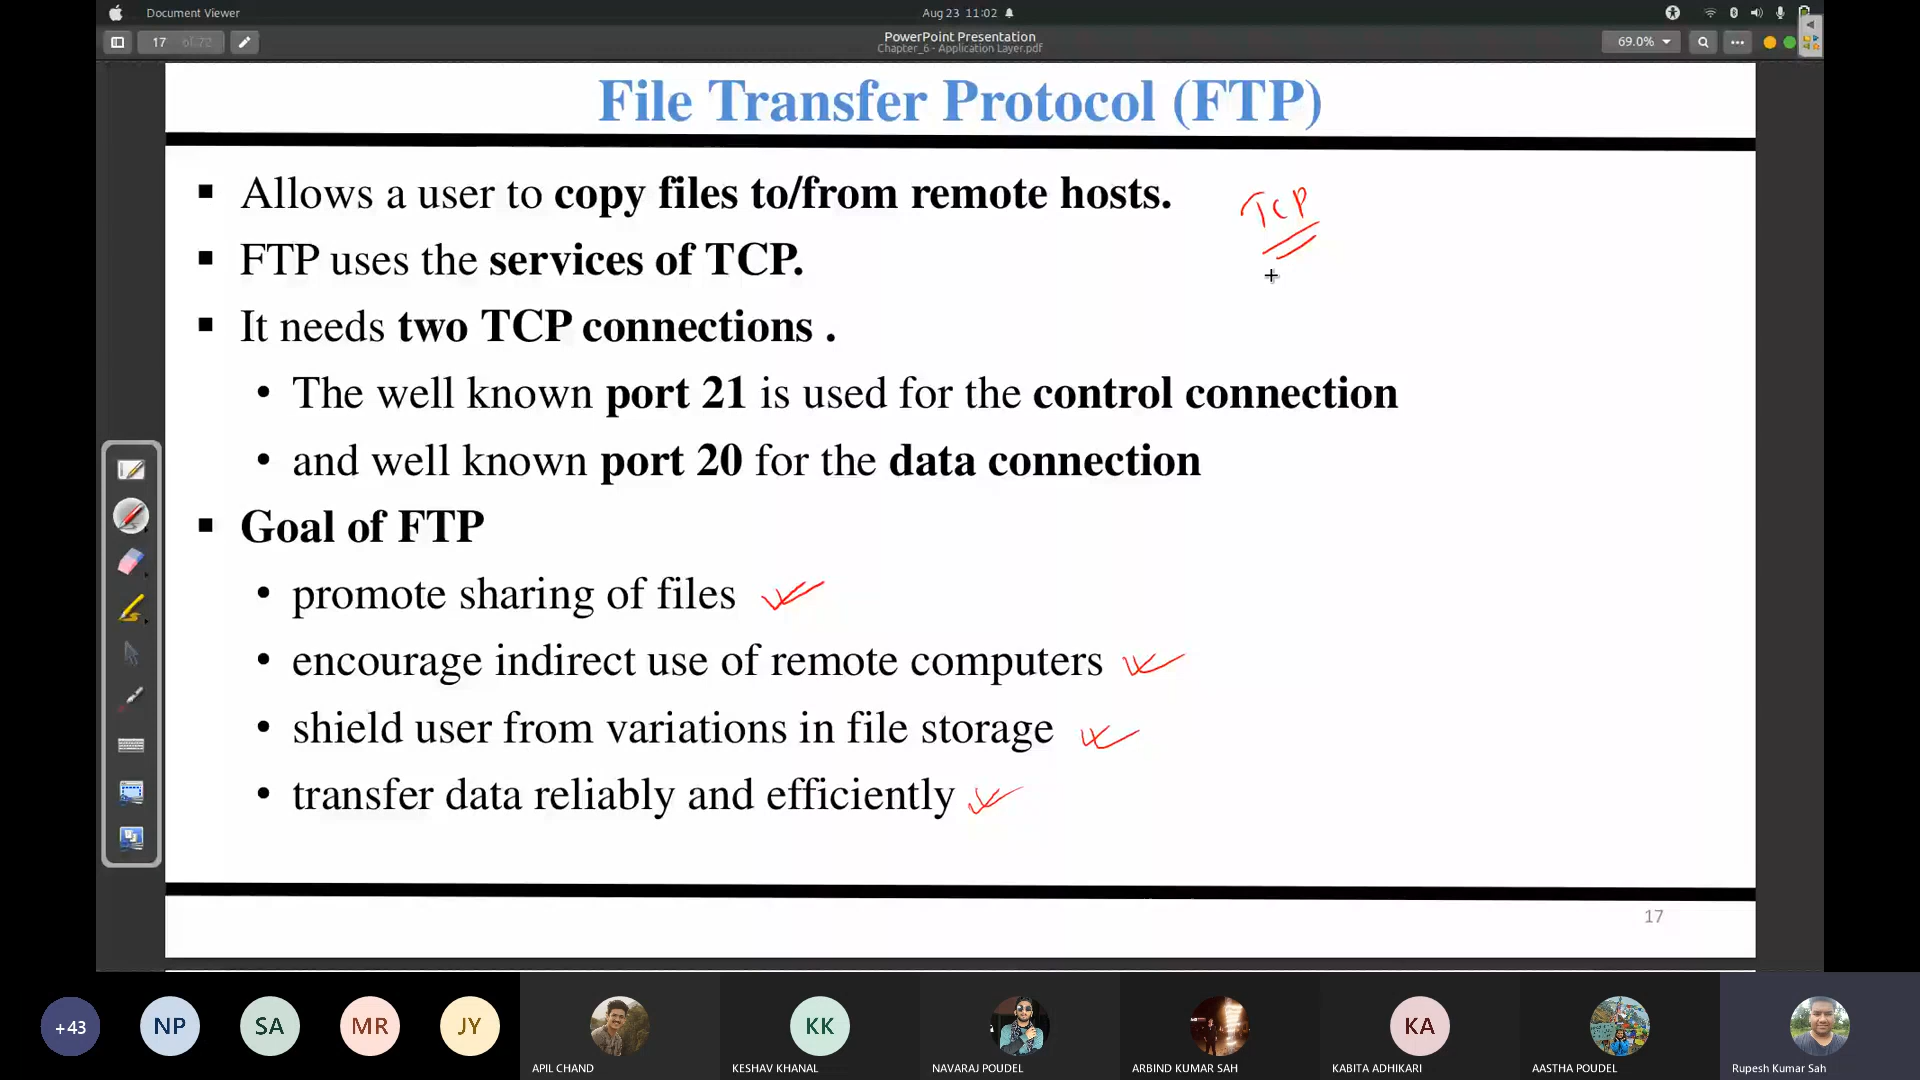 Document Viewer
Aug 23 11:02
17 of 72
PowerPoint Presentation
Chapter_6 - Application Layer.pdf
69.0%
File Transfer Protocol (FTP)
▪ Allows a user to copy files to/from remote hosts.
TCP
▪ FTP uses the services of TCP.
▪ It needs two TCP connections .
• The well known port 21 is used for the control connection
• and well known port 20 for the data connection
▪ Goal of FTP
• promote sharing of files
• encourage indirect use of remote computers
• shield user from variations in file storage
• transfer data reliably and efficiently
17
+43
NP
SA
MR
JY
KK
KA
APIL CHAND
KESHAV KHANAL
NAVARAJ POUDEL
ARBIND KUMAR SAH
KABITA ADHIKARI
AASTHA POUDEL
Rupesh Kumar Sah